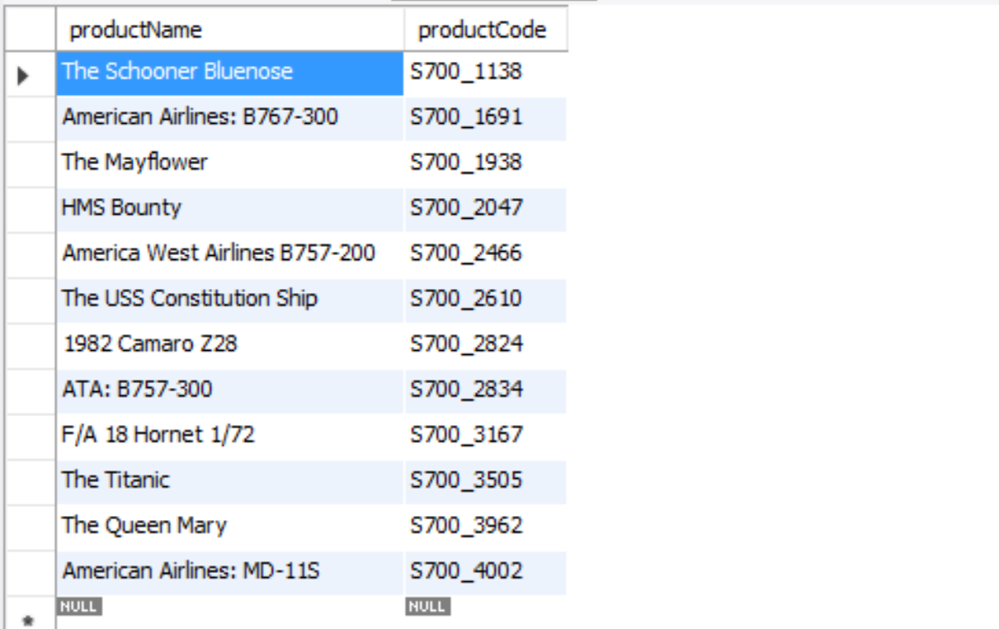 productName productCode
The Schooner Bluenose S700_1138
American Airlines: B767-300 S700_1691
The Mayflower S700_1938
HMS Bounty S700_2047
America West Airlines B757-200 S700_2466
The USS Constitution Ship S700_2610
1982 Camaro Z28 S700_2824
ATA: B757-300 S700_2834
F/A 18 Hornet 1/72 S700_3167
The Titanic S700_3505
The Queen Mary S700_3962
American Airlines: MD-11S S700_4002
NULL NULL